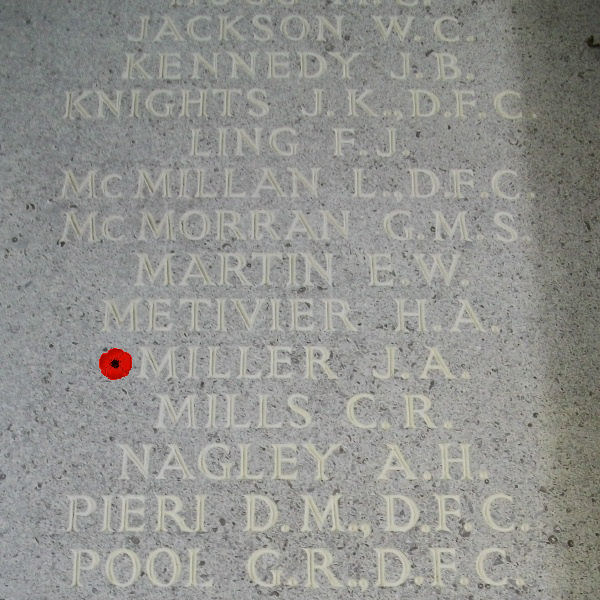 JACKSON W.C.
KENNEDY J.B.
KNIGHTS J.K., D.F.C.
LING F.J.
McMILLAN L., D.F.C.
McMORRAN G.M.S.
MARTIN E.W.
METIVIER H.A.
MILLER J.A.
MILLS C.R.
NAGLEY A.H.
PIERI D.M., D.F.C.
POOL G.R., D.F.C.